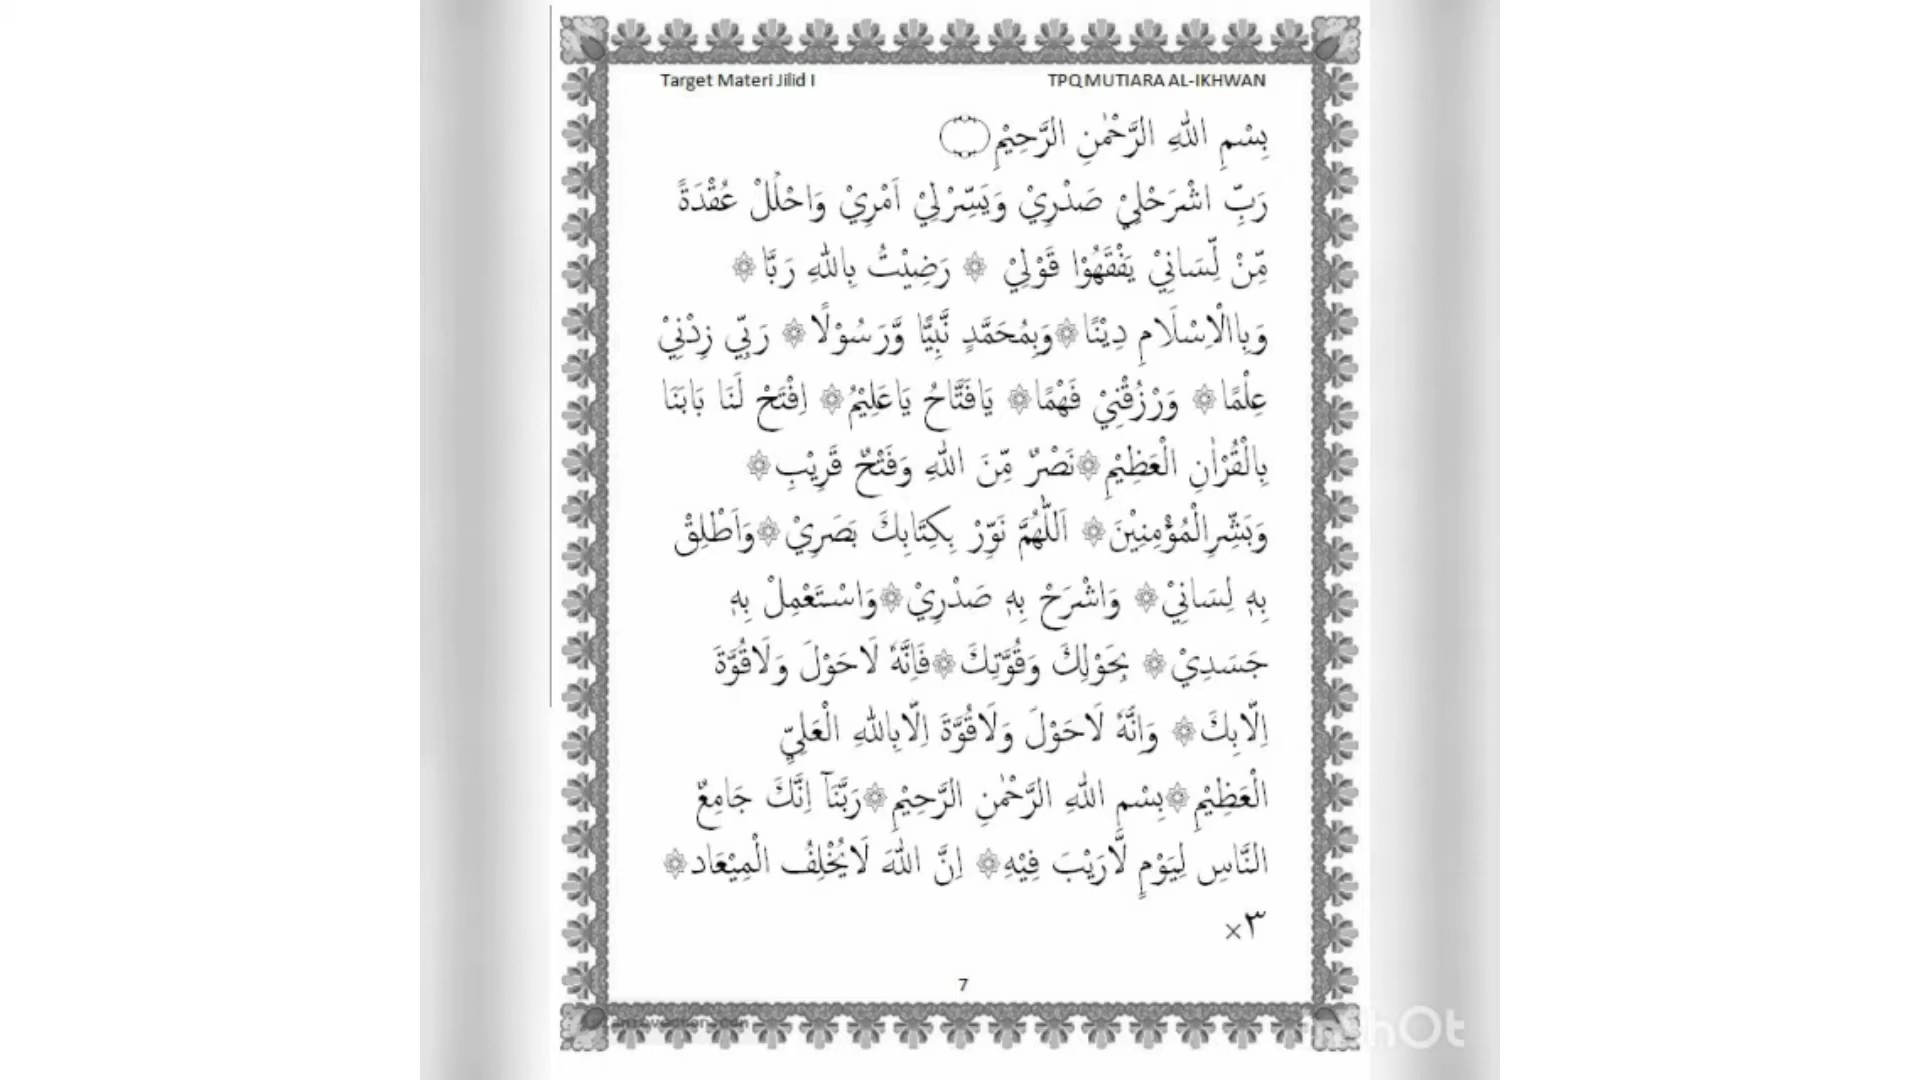 Target Materi Jilid I TPQ MUTIARA AL-IKHWAN
بِسْمِ اللهِ الرَّحْمٰنِ الرَّحِيْمِ
رَبِّ اشْرَحْلِيْ صَدْرِيْ وَيَسِّرْلِيْ اَمْرِيْ وَاحْلُلْ عُقْدَةً
مِّنْ لِّسَانِيْ يَفْقَهُوْا قَوْلِيْ ۞ رَضِيْتُ بِاللهِ رَبًّا ۞
وَبِاالْاِسْلَامِ دِيْنًا ۞ وَبِمُحَمَّدٍ نَّبِيًّا وَّرَسُوْلًا ۞ رَبِّي زِدْنِيْ
عِلْمًا ۞ وَرْزُقْنِيْ فَهْمًا ۞ يَافَتَّاحُ يَاعَلِيْمُ ۞ اِفْتَحْ لَنَا بَابَنَا
بِالْقُرْاٰنِ الْعَظِيْمِ ۞ نَصْرٌ مِّنَ اللهِ وَفَتْحٌ قَرِيْبِ ۞
وَبَشِّرِالْمُؤْمِنِيْنَ ۞ اَللّٰهُمَّ نَوِّرْ بِكِتَابِكَ بَصَرِيْ ۞ وَاَطْلِقْ
بِهٖ لِسَانِيْ ۞ وَاشْرَحْ بِهٖ صَدْرِيْ ۞ وَاسْتَعْمِلْ بِهٖ
جَسَدِيْ ۞ بِحَوْلِكَ وَقُوَّتِكَ ۞ فَاِنَّهٗ لَاحَوْلَ وَلَاقُوَّةَ
اِلَّابِكَ ۞ وَاِنَّهٗ لَاحَوْلَ وَلَاقُوَّةَ اِلَّابِاللهِ الْعَلِيِّ
الْعَظِيْمِ ۞ بِسْمِ اللهِ الرَّحْمٰنِ الرَّحِيْمِ ۞ رَبَّنَآ اِنَّكَ جَامِعٌ
النَّاسِ لِيَوْمٍ لَّارَيْبَ فِيْهِ ۞ اِنَّ اللهَ لَايُخْلِفُ الْمِيْعَاد ۞
٣×
7